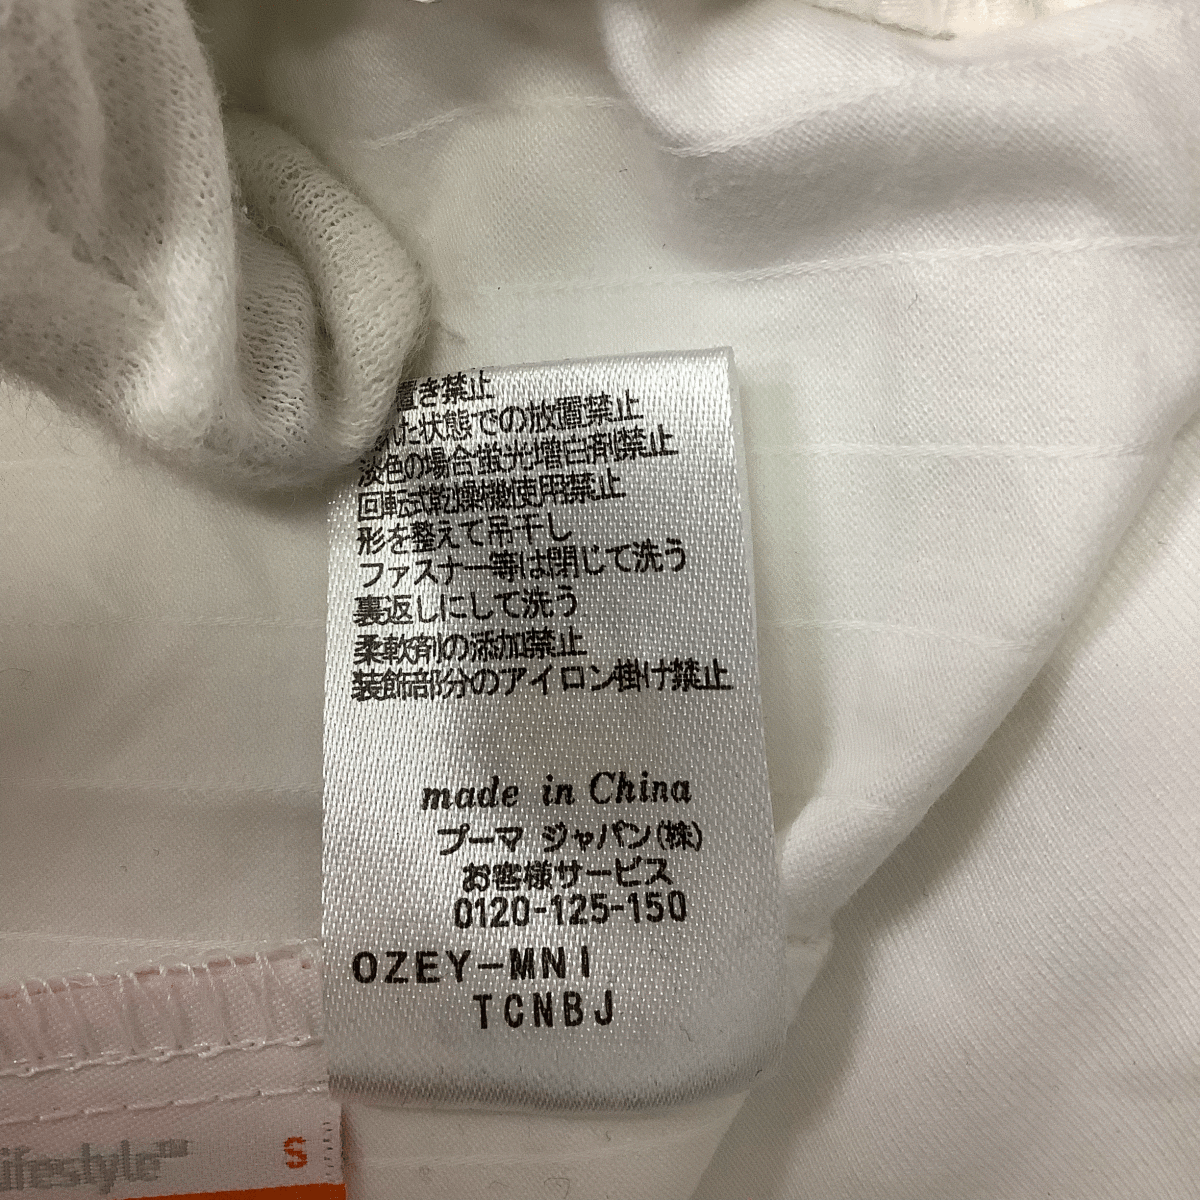 置き禁止
れた状態での放置禁止
淡色の場合蛍光増白剤禁止
回転式乾燥機使用禁止
形を整えて吊干し
ファスナー等は閉じて洗う
裏返しにして洗う
柔軟剤の添加禁止
装飾部分のアイロン掛け禁止
made in China
プーマ ジャパン(株)
お客様サービス
0120-125-150
OZEY-MNI
TCNBJ
ifestyle™ S